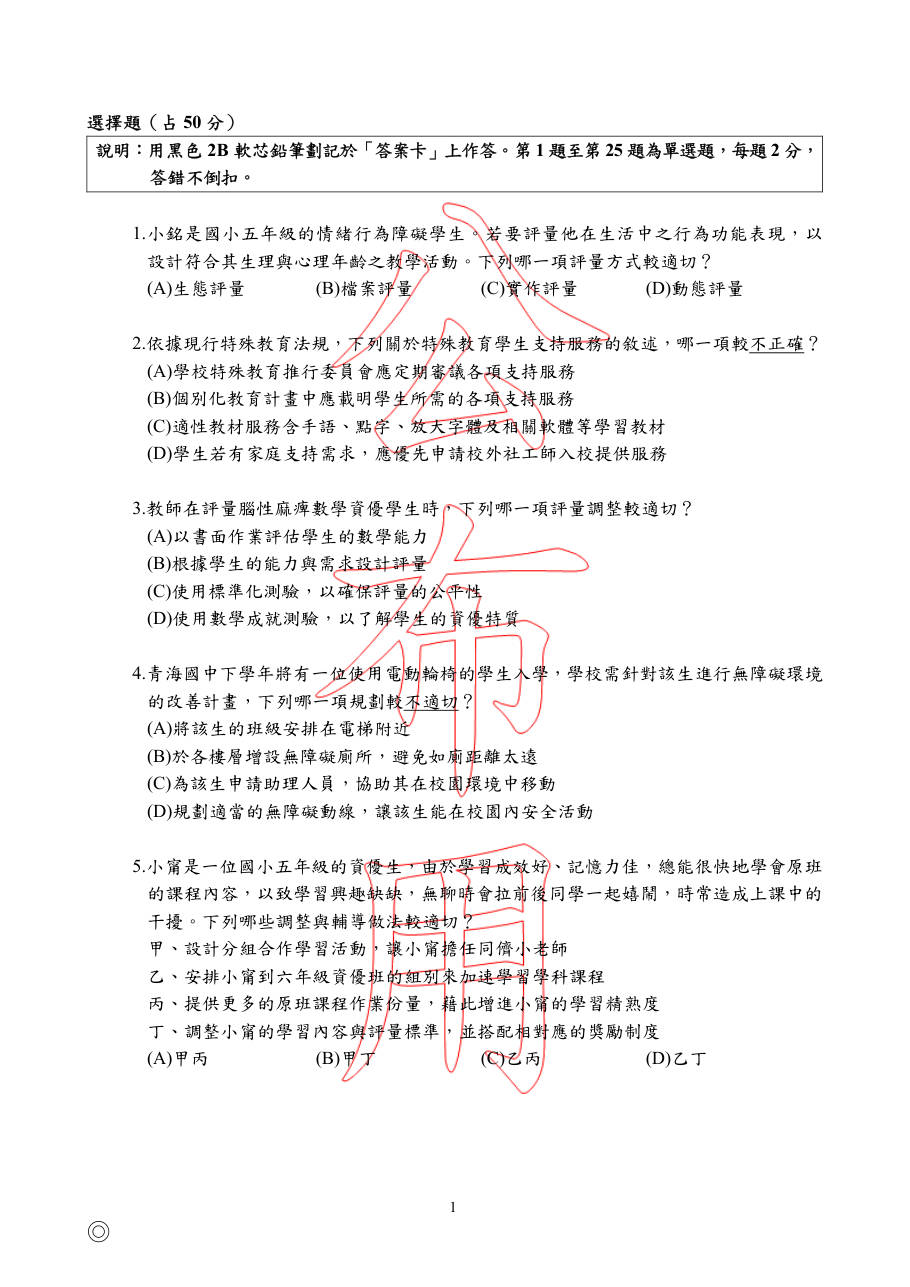 選擇題（占 50 分）
說明：用黑色 2B 軟芯鉛筆劃記於「答案卡」上作答。第 1 題至第 25 題為單選題，每題 2 分，
答錯不倒扣。
1.小銘是國小五年級的情緒行為障礙學生。若要評量他在生活中之行為功能表現，以
設計符合其生理與心理年齡之教學活動。下列哪一項評量方式較適切？
(A)生態評量 (B)檔案評量 (C)實作評量 (D)動態評量
2.依據現行特殊教育法規，下列關於特殊教育學生支持服務的敘述，哪一項較不正確？
(A)學校特殊教育推行委員會應定期審議各項支持服務
(B)個別化教育計畫中應載明學生所需的各項支持服務
(C)適性教材服務含手語、點字、放大字體及相關軟體等學習教材
(D)學生若有家庭支持需求，應優先申請校外社工師入校提供服務
3.教師在評量腦性麻痺數學資優學生時，下列哪一項評量調整較適切？
(A)以書面作業評估學生的數學能力
(B)根據學生的能力與需求設計評量
(C)使用標準化測驗，以確保評量的公平性
(D)使用數學成就測驗，以了解學生的資優特質
4.青海國中下學年將有一位使用電動輪椅的學生入學，學校需針對該生進行無障礙環境
的改善計畫，下列哪一項規劃較不適切？
(A)將該生的班級安排在電梯附近
(B)於各樓層增設無障礙廁所，避免如廁距離太遠
(C)為該生申請助理人員，協助其在校園環境中移動
(D)規劃適當的無障礙動線，讓該生能在校園內安全活動
5.小甯是一位國小五年級的資優生，由於學習成效好、記憶力佳，總能很快地學會原班
的課程內容，以致學習興趣缺缺，無聊時會拉前後同學一起嬉鬧，時常造成上課中的
干擾。下列哪些調整與輔導做法較適切？
甲、設計分組合作學習活動，讓小甯擔任同儕小老師
乙、安排小甯到六年級資優班的組別來加速學習學科課程
丙、提供更多的原班課程作業份量，藉此增進小甯的學習精熟度
丁、調整小甯的學習內容與評量標準，並搭配相對應的獎勵制度
(A)甲丙 (B)甲丁 (C)乙丙 (D)乙丁
公
布
用
1